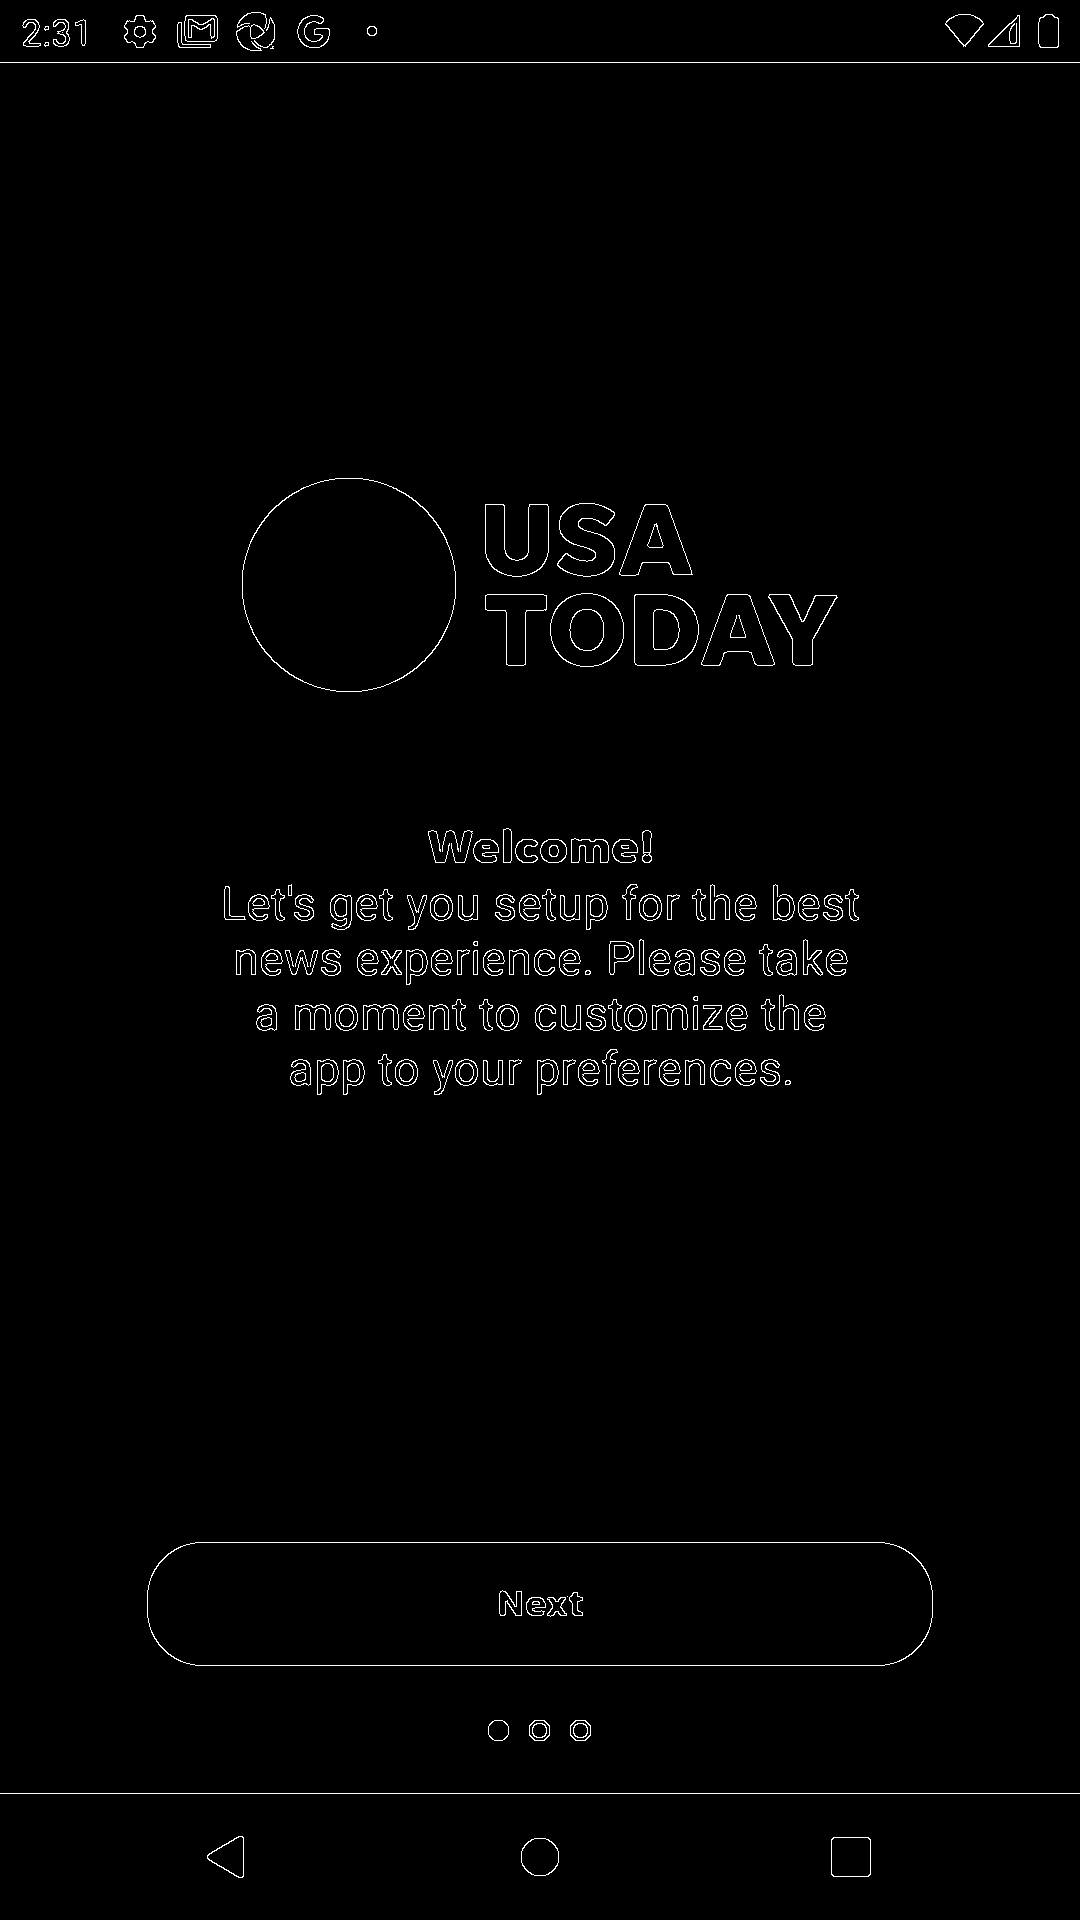 2:31
USA
TODAY
Welcome!
Let's get you setup for the best
news experience. Please take
a moment to customize the
app to your preferences.
Next